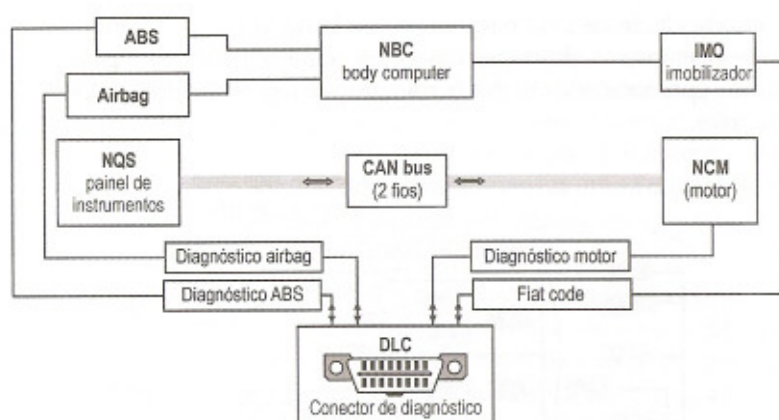 ABS
NBC
body computer
IMO
imobilizador
Airbag
NQS
painel de
instrumentos
CAN bus
(2 fios)
NCM
(motor)
Diagnóstico airbag
Diagnóstico motor
Diagnóstico ABS
Fiat code
DLC
Conector de diagnóstico